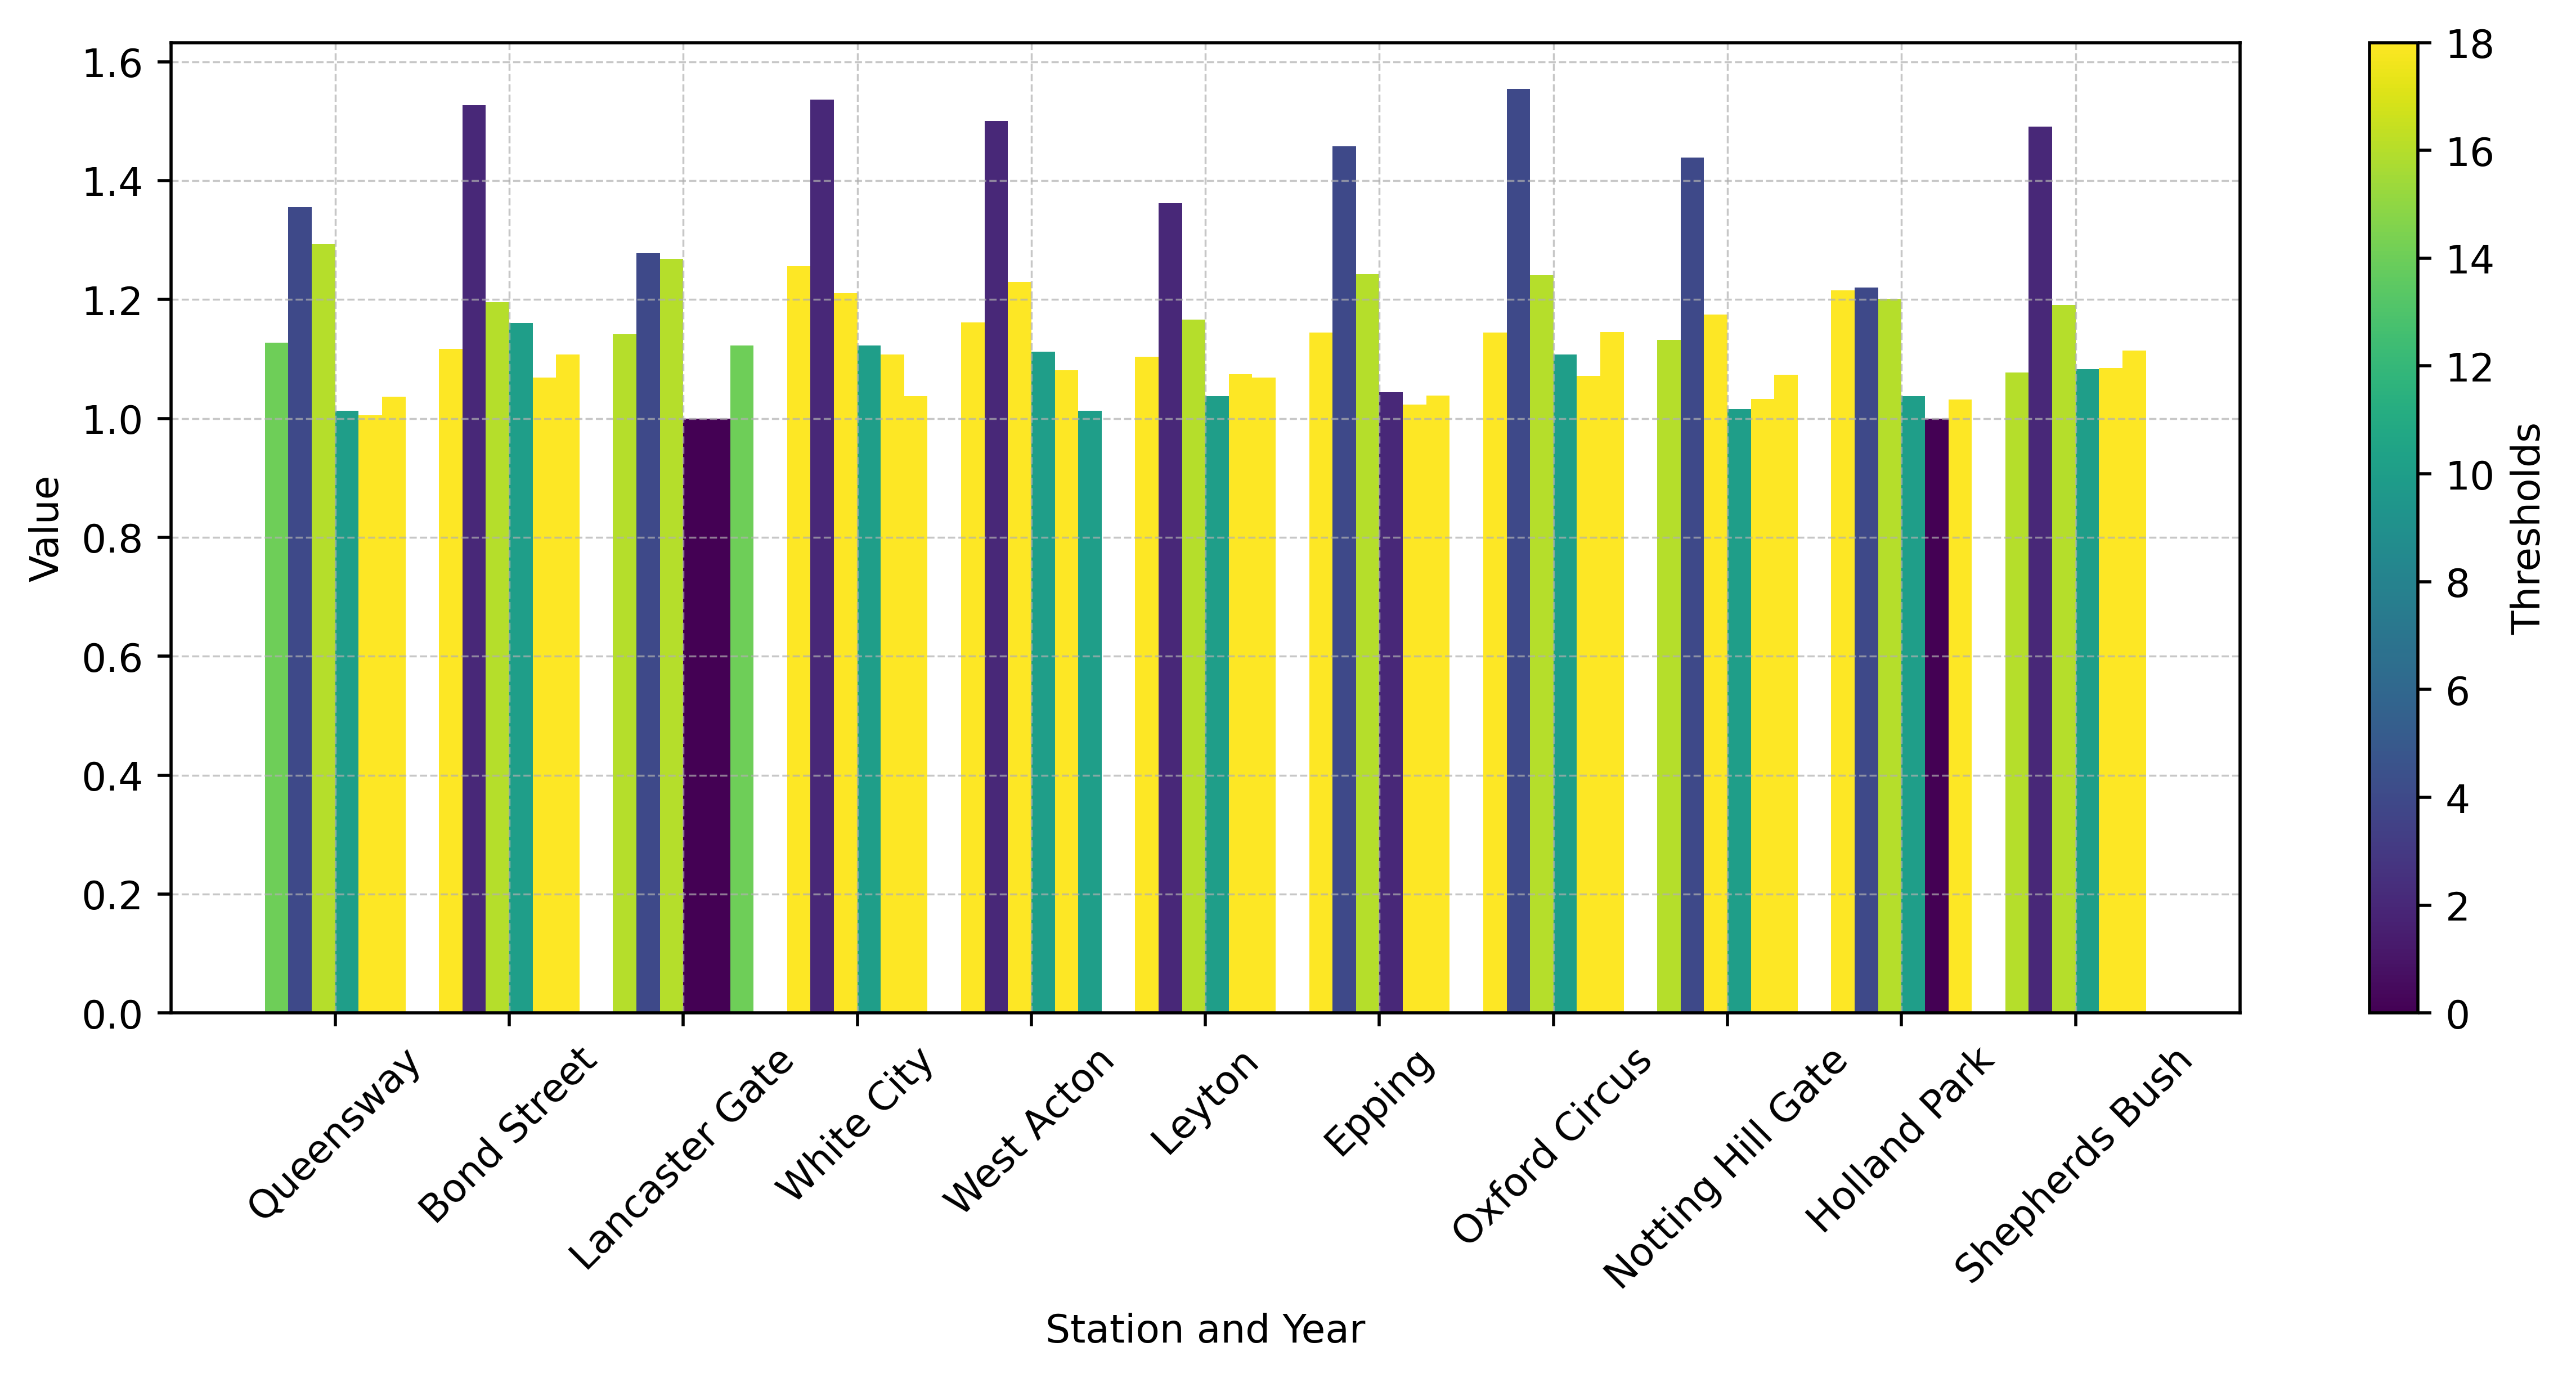 1.6
1.4
1.2
1.0
0.8
0.6
0.4
0.2
0.0
Value
Queensway
Bond Street
Lancaster Gate
White City
West Acton
Leyton
Epping
Oxford Circus
Notting Hill Gate
Holland Park
Shepherds Bush
Station and Year
18
16
14
12
10
8
6
4
2
0
Thresholds